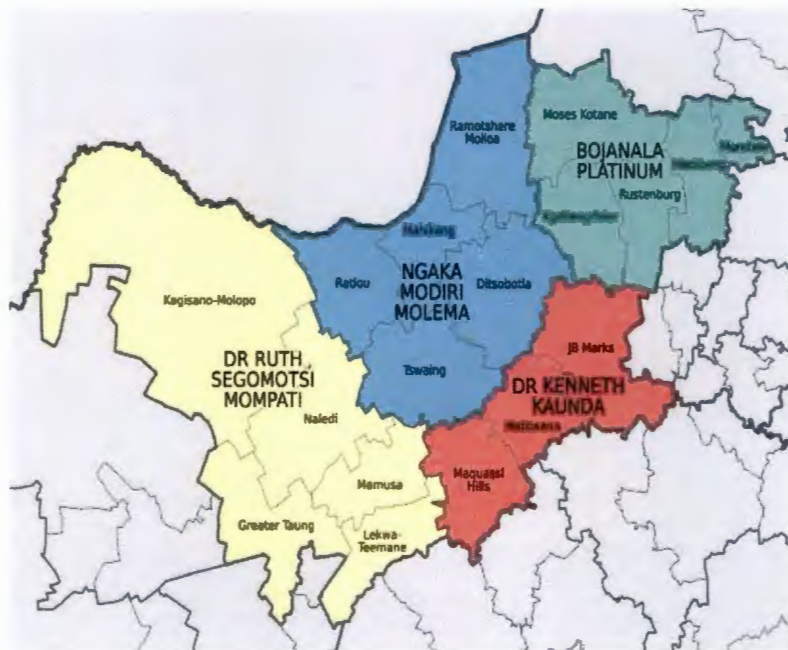 Ramotshere
Moiloa
Moses Kotane
BOJANALA
PLATINUM
Rustenburg
Mahikeng
Ratlou
NGAKA
MODIRI
MOLEMA
Ditsobotla
Kagisano-Molopo
Tswaing
JB Marks
DR RUTH
SEGOMOTSI
MOMPATI
DR KENNETH
KAUNDA
Naledi
Maquassi
Hills
Mamusa
Greater Taung
Lekwa-
Teemane